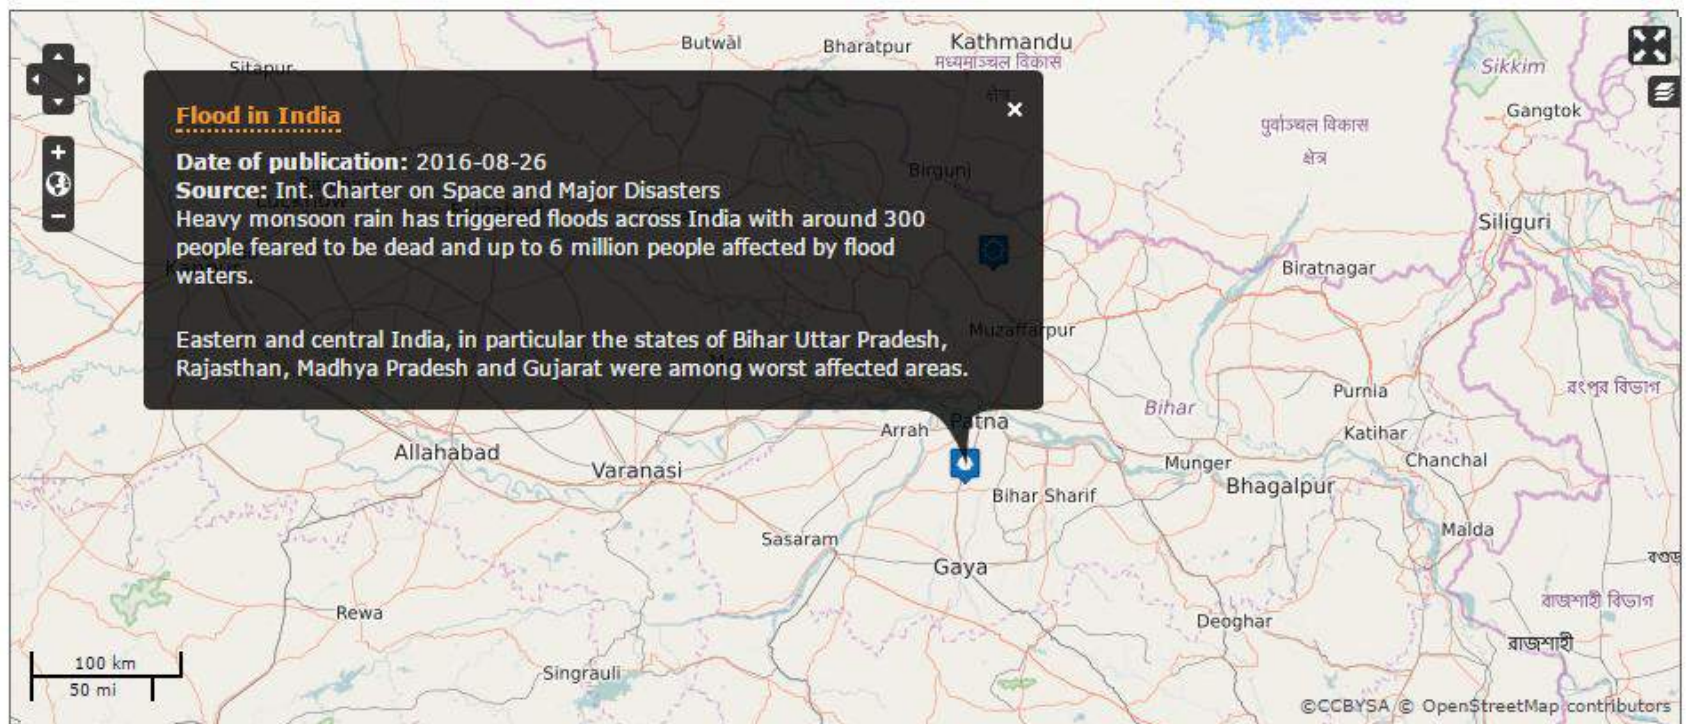 Butwāl
Bharatpur
Kathmandu
मध्यमाञ्चल विकास
क्षेत्र
Sitapur
Sikkim
Gangtok
पुर्वाञ्चल विकास
क्षेत्र
Flood in India
×
Date of publication: 2016-08-26
Source: Int. Charter on Space and Major Disasters
Heavy monsoon rain has triggered floods across India with around 300
people feared to be dead and up to 6 million people affected by flood
waters.
Eastern and central India, in particular the states of Bihar Uttar Pradesh,
Rajasthan, Madhya Pradesh and Gujarat were among worst affected areas.
+
−
Birgunj
Siliguri
Biratnagar
Muzaffarpur
Purnia
রংপুর বিভাগ
Bihar
Patna
Arrah
Katihar
Allahabad
Varanasi
Munger
Chanchal
Bhagalpur
Bihar Sharif
Malda
Sasaram
Gaya
Rewa
Deoghar
রাজশাহী বিভাগ
রাজশাহী
Singrauli
100 km
50 mi
©CCBYSA © OpenStreetMap contributors